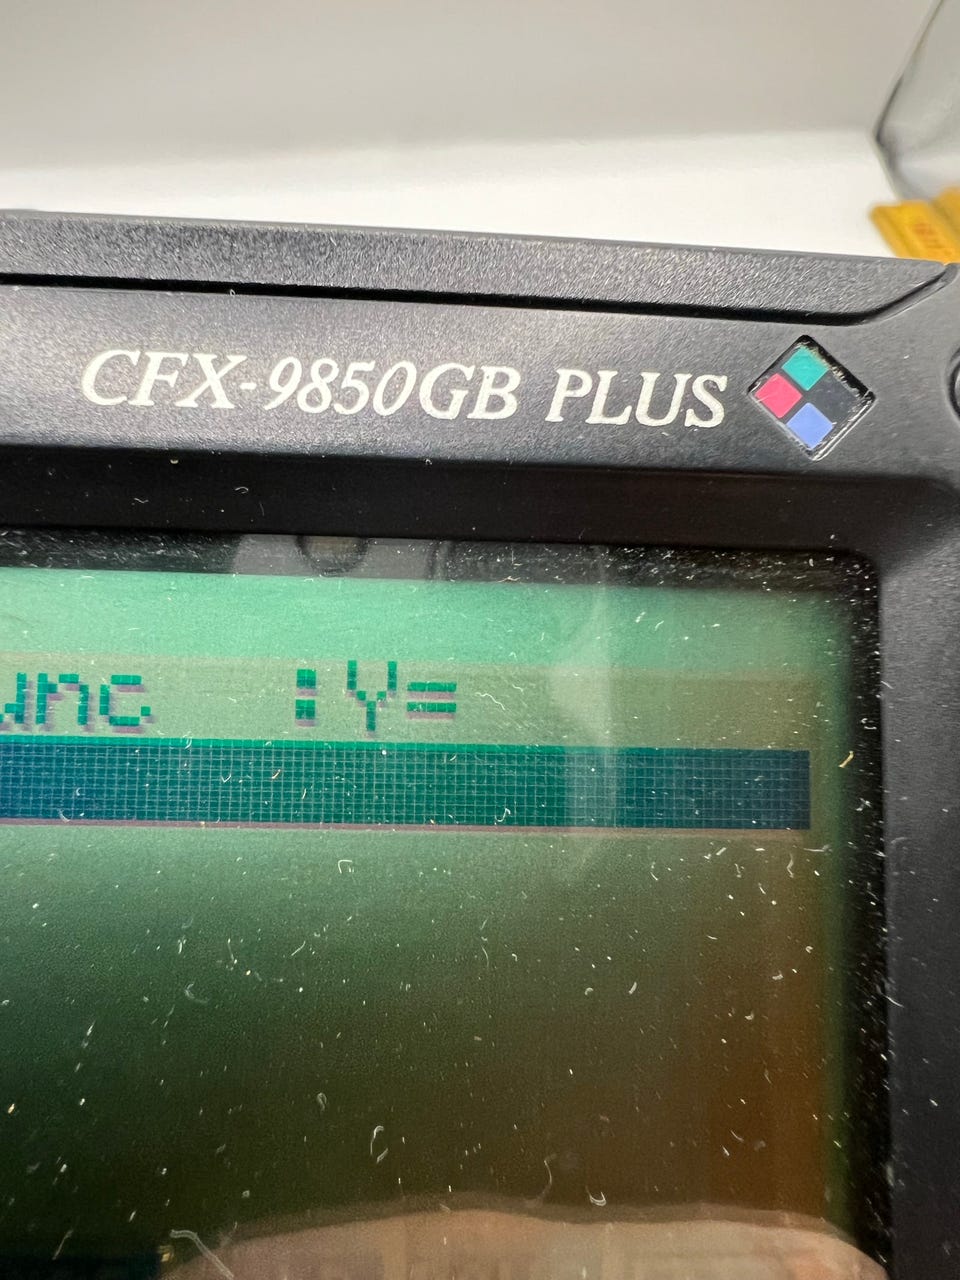 CFX-9850GB PLUS
unc :Y=